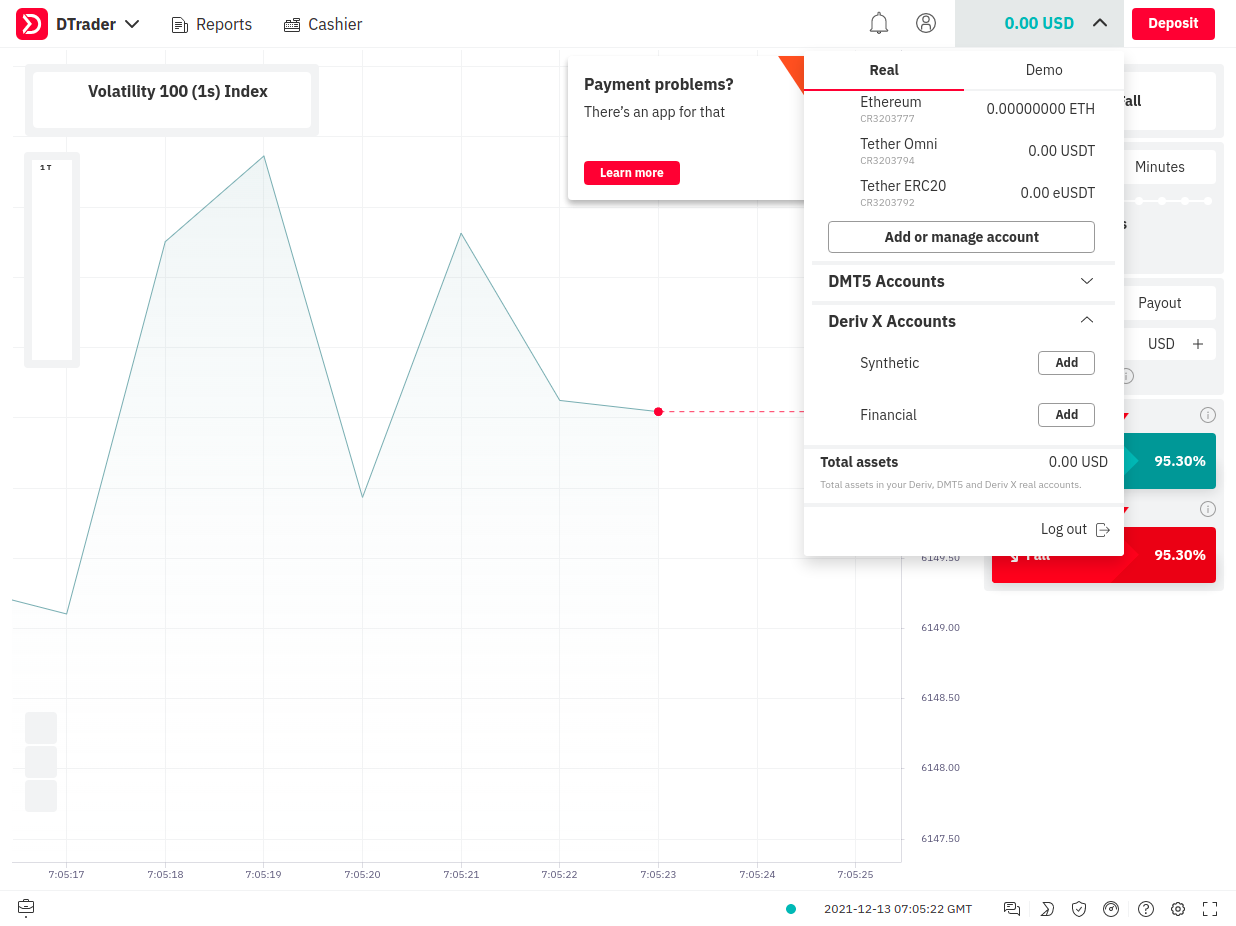 DTrader
Reports
Cashier
0.00 USD
Deposit
Volatility 100 (1s) Index
1 T
Payment problems?
There's an app for that
Learn more
Real
Demo
Ethereum
0.00000000 ETH
CR3203777
Tether Omni
0.00 USDT
CR3203794
Tether ERC20
0.00 eUSDT
CR3203792
Add or manage account
DMT5 Accounts
Deriv X Accounts
Synthetic
Add
Financial
Add
Total assets
0.00 USD
Total assets in your Deriv, DMT5 and Deriv X real accounts.
Log out
Minutes
Payout
USD
95.30%
Fall
95.30%
6149.50
6149.00
6148.50
6148.00
6147.50
7:05:17
7:05:18
7:05:19
7:05:20
7:05:21
7:05:22
7:05:23
7:05:24
7:05:25
2021-12-13 07:05:22 GMT